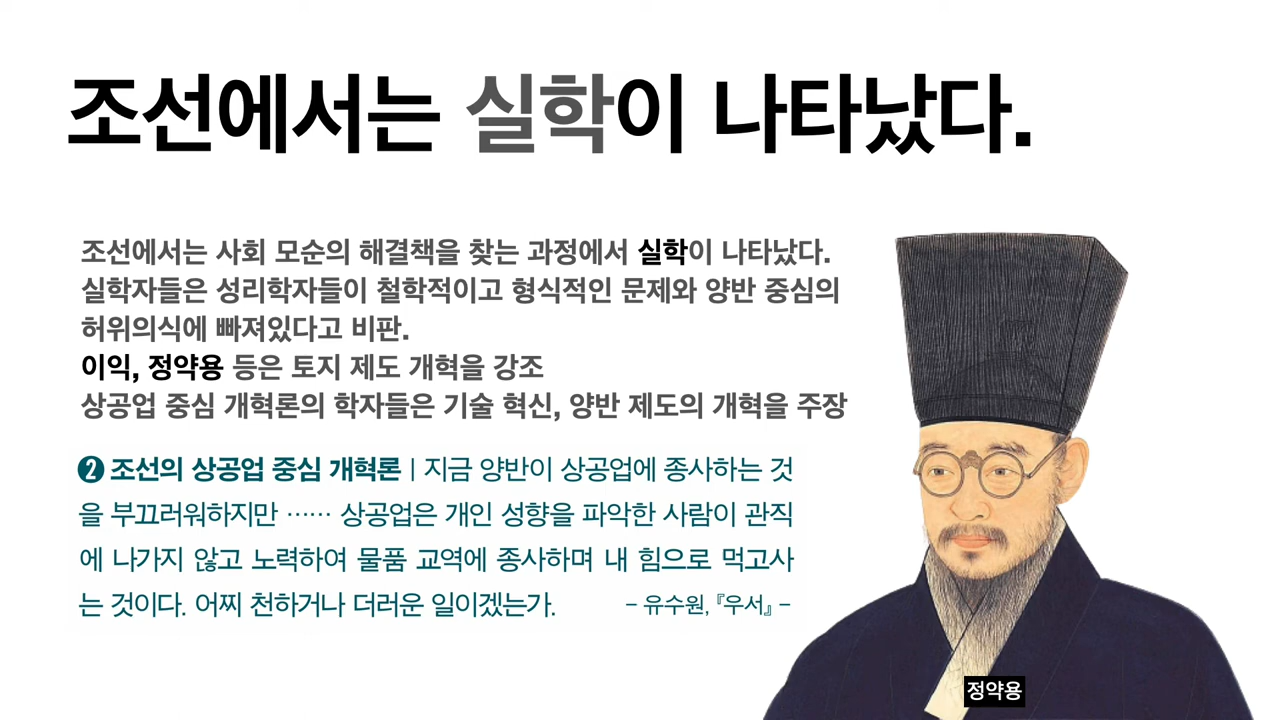 조선에서는 실학이 나타났다.
조선에서는 사회 모순의 해결책을 찾는 과정에서 실학이 나타났다.
실학자들은 성리학자들이 철학적이고 형식적인 문제와 양반 중심의
허위의식에 빠져있다고 비판.
이익, 정약용 등은 토지 제도 개혁을 강조
상공업 중심 개혁론의 학자들은 기술 혁신, 양반 제도의 개혁을 주장
❷ 조선의 상공업 중심 개혁론 | 지금 양반이 상공업에 종사하는 것
을 부끄러워하지만 …… 상공업은 개인 성향을 파악한 사람이 관직
에 나가지 않고 노력하여 물품 교역에 종사하며 내 힘으로 먹고사
는 것이다. 어찌 천하거나 더러운 일이겠는가. – 유수원, 『우서』 –
정약용